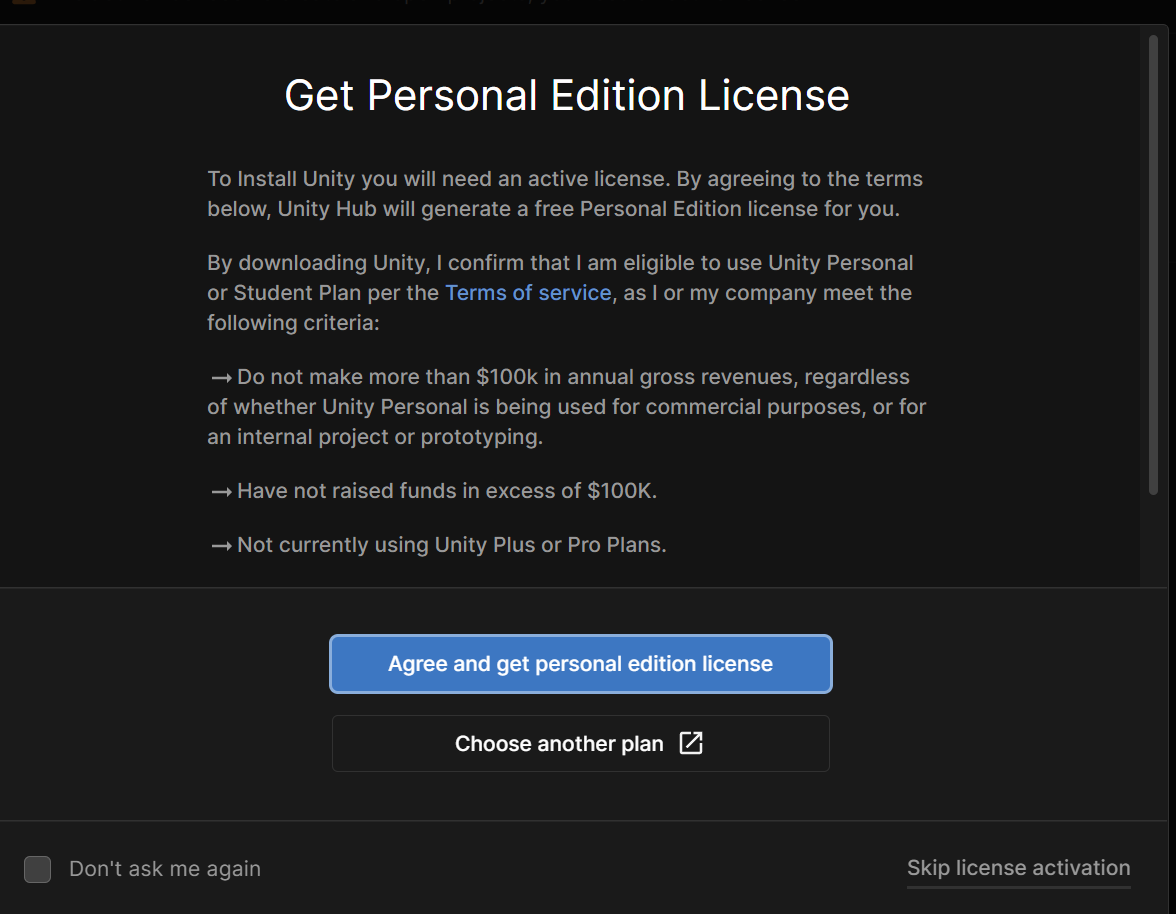 Get Personal Edition License
To Install Unity you will need an active license. By agreeing to the terms
below, Unity Hub will generate a free Personal Edition license for you.
By downloading Unity, I confirm that I am eligible to use Unity Personal
or Student Plan per the Terms of service, as I or my company meet the
following criteria:
→ Do not make more than $100k in annual gross revenues, regardless
of whether Unity Personal is being used for commercial purposes, or for
an internal project or prototyping.
→ Have not raised funds in excess of $100K.
→ Not currently using Unity Plus or Pro Plans.
Agree and get personal edition license
Choose another plan
Don't ask me again
Skip license activation